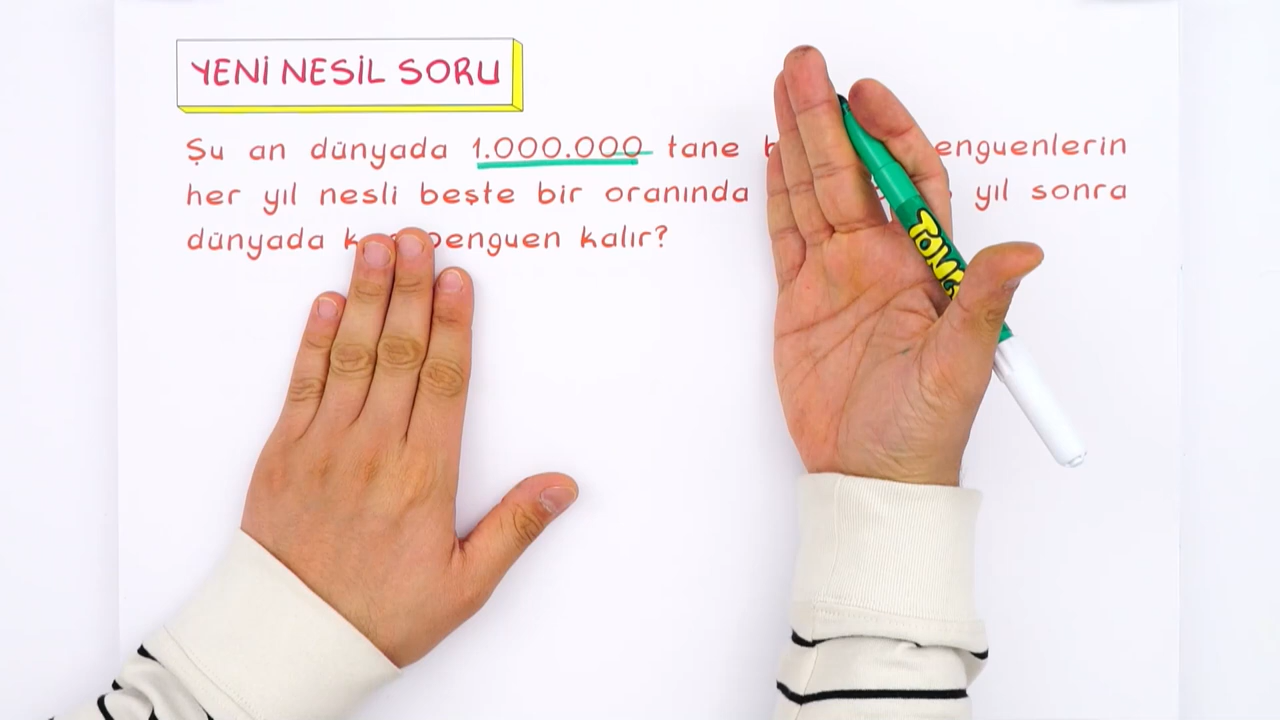 YENİ NESİL SORU
Şu an dünyada 1.000.000 tane enguenlerin
her yıl nesli beşte bir oranında yıl sonra
dünyada penguen kalır?
TONG